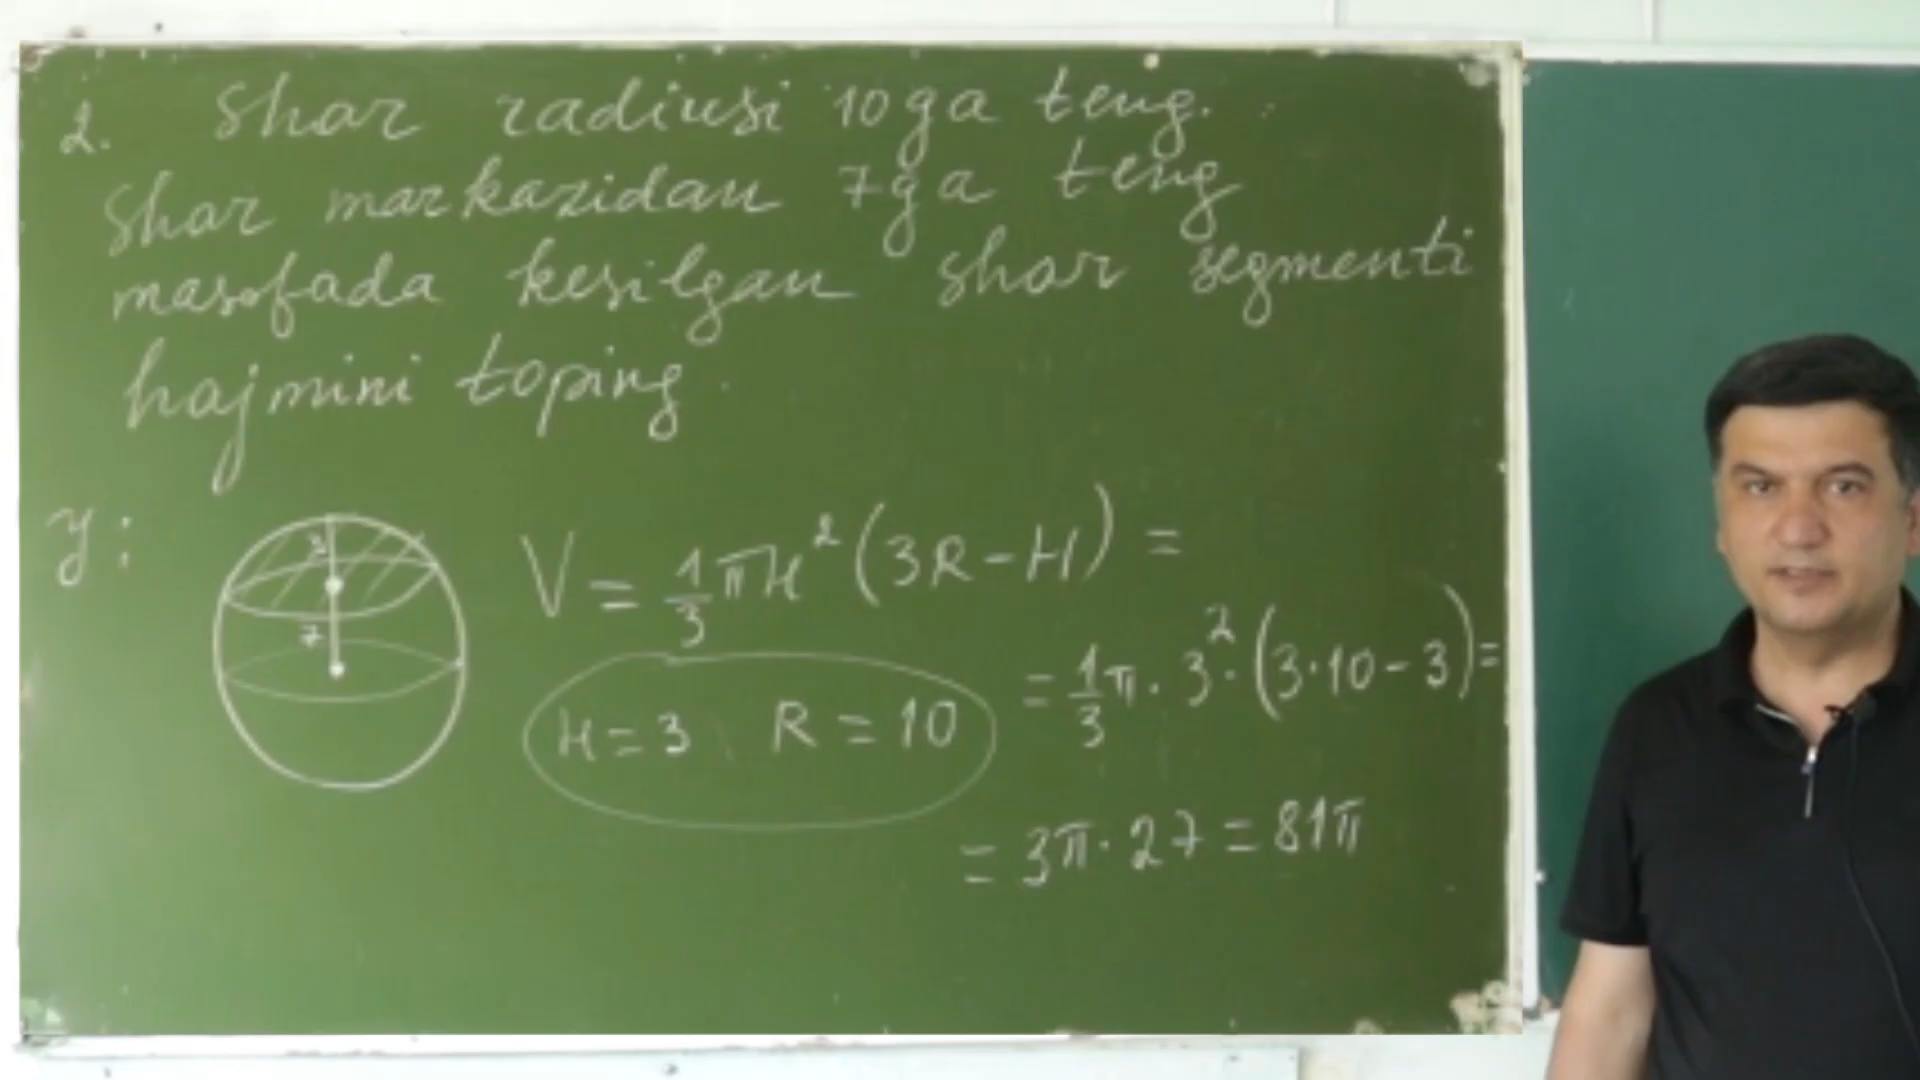 2. Shar radiusi 10ga teng.
Shar markazidan 7ga teng
masofada kesilgan shar segmenti
hajmini toping.
y:
3
7
V = 1/3 πH² (3R - H) =
= 1/3 π · 3² · (3 · 10 - 3) =
H = 3 R = 10
= 3π · 27 = 81π